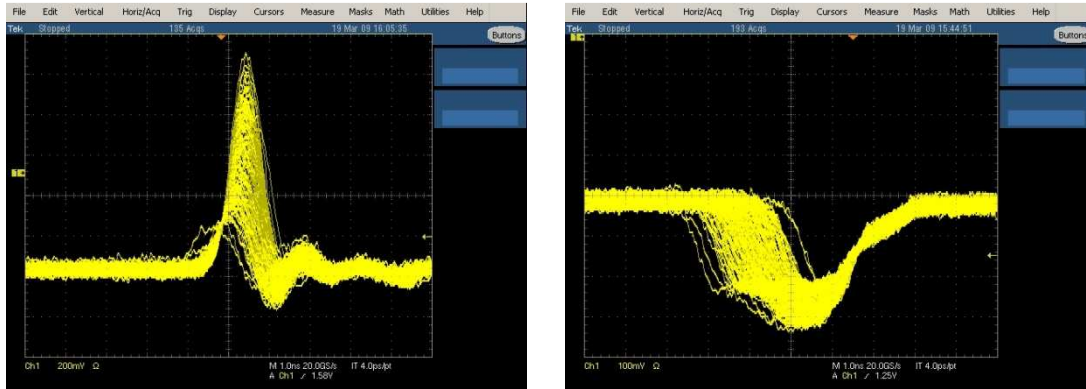 File Edit Vertical Horiz/Acq Trig Display Cursors Measure Masks Math Utilities Help
Tek Stopped 135 Acqs 19 Mar 09 16:05:35 Buttons
1
Ch1 200mV Ω M 1.0ns 20.0GS/s IT 4.0ps/pt
A Ch1 ∕ 1.58V
File Edit Vertical Horiz/Acq Trig Display Cursors Measure Masks Math Utilities Help
Tek Stopped 193 Acqs 19 Mar 09 15:44:51 Buttons
1
Ch1 100mV Ω M 1.0ns 20.0GS/s IT 4.0ps/pt
A Ch1 ∕ 1.25V